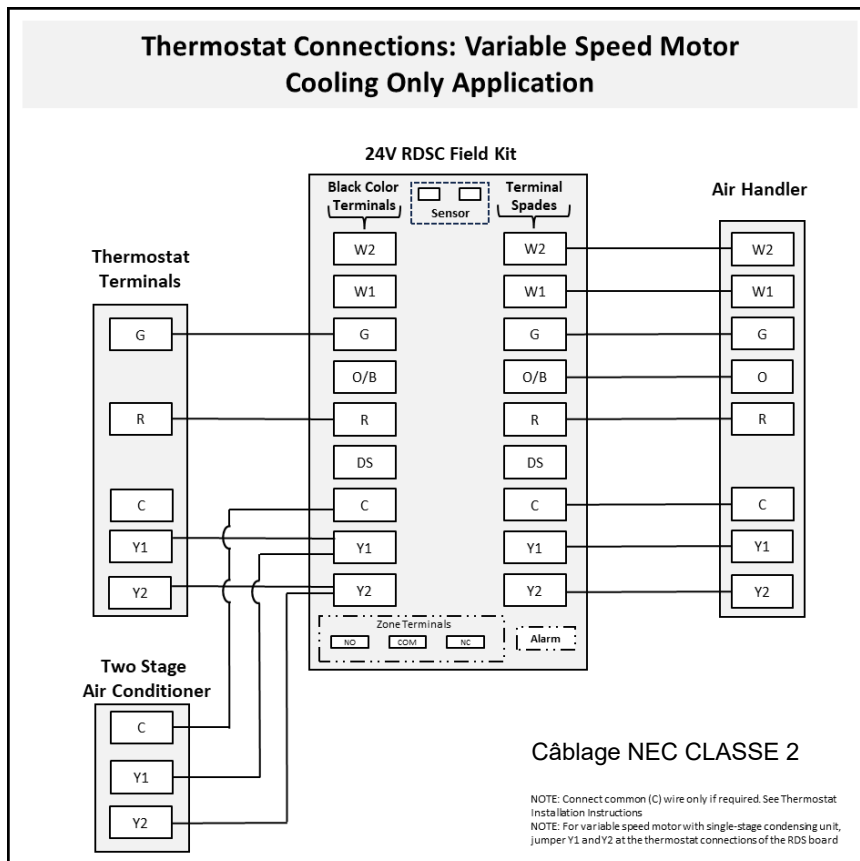 Thermostat Connections: Variable Speed Motor
Cooling Only Application
24V RDSC Field Kit
Black Color
Terminals
Sensor
Terminal
Spades
Air Handler
Thermostat
Terminals
W2
W1
G
O/B
R
DS
C
Y1
Y2
W2
W1
G
O/B
R
DS
C
Y1
Y2
W2
W1
G
O
R
C
Y1
Y2
G
R
C
Y1
Y2
Zone Terminals
NO
COM
NC
Alarm
Two Stage
Air Conditioner
C
Y1
Y2
Câblage NEC CLASSE 2
NOTE: Connect common (C) wire only if required. See Thermostat
Installation Instructions
NOTE: For variable speed motor with single-stage condensing unit,
jumper Y1 and Y2 at the thermostat connections of the RDS board